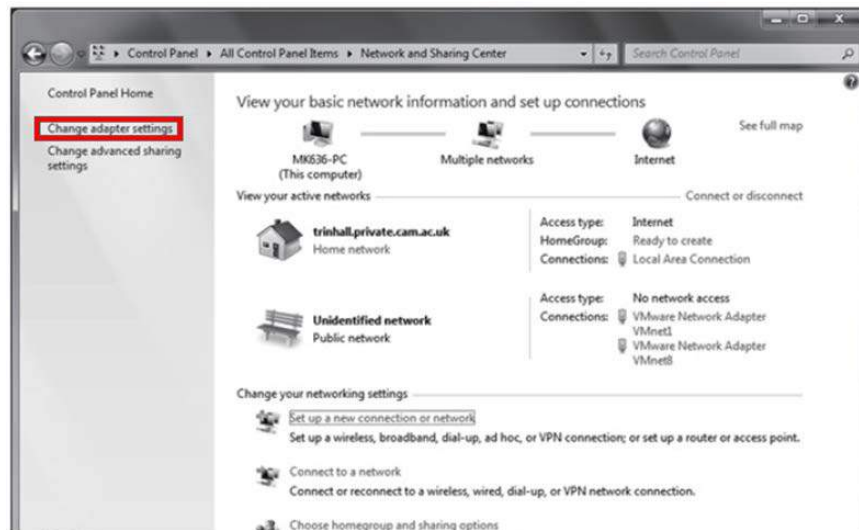 Control Panel ▸ All Control Panel Items ▸ Network and Sharing Center
Search Control Panel
Control Panel Home
Change adapter settings
Change advanced sharing
settings
View your basic network information and set up connections
See full map
MK636-PC
(This computer)
Multiple networks
Internet
View your active networks
Connect or disconnect
trinhall.private.cam.ac.uk
Home network
Access type: Internet
HomeGroup: Ready to create
Connections: Local Area Connection
Unidentified network
Public network
Access type: No network access
Connections: VMware Network Adapter
VMnet1
VMware Network Adapter
VMnet8
Change your networking settings
Set up a new connection or network
Set up a wireless, broadband, dial-up, ad hoc, or VPN connection; or set up a router or access point.
Connect to a network
Connect or reconnect to a wireless, wired, dial-up, or VPN network connection.
Choose homegroup and sharing options